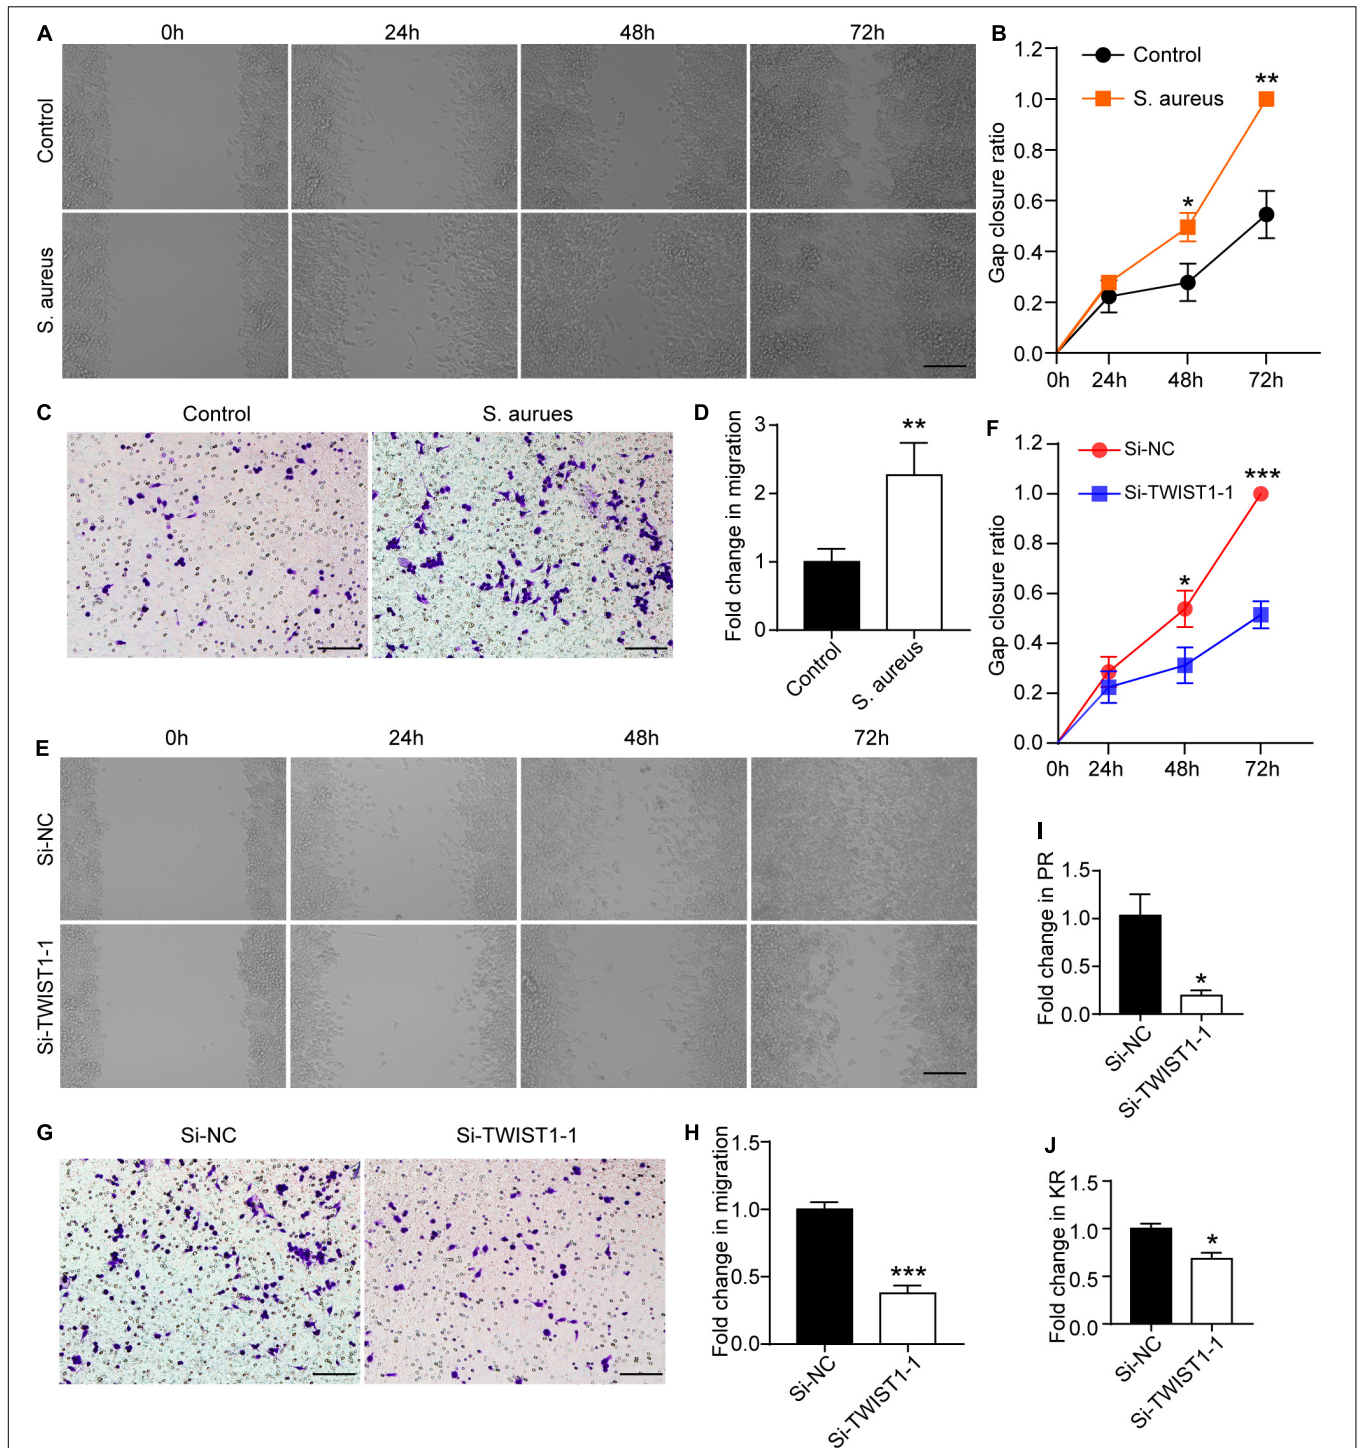 A
0h
24h
48h
72h
Control
S. aureus
B
Control
S. aureus
Gap closure ratio
1.2
1.0
0.8
0.6
0.4
0.2
0.0
**
*
0h
24h
48h
72h
C
Control
S. aurues
D
Fold change in migration
3
2
1
0
**
Control
S. aureus
F
Si-NC
Si-TWIST1-1
Gap closure ratio
1.2
1.0
0.8
0.6
0.4
0.2
0.0
***
*
0h
24h
48h
72h
E
0h
24h
48h
72h
Si-NC
Si-TWIST1-1
I
Fold change in PR
1.5
1.0
0.5
0.0
*
Si-NC
Si-TWIST1-1
G
Si-NC
Si-TWIST1-1
H
Fold change in migration
1.5
1.0
0.5
0.0
***
Si-NC
Si-TWIST1-1
J
Fold change in KR
1.5
1.0
0.5
0.0
*
Si-NC
Si-TWIST1-1